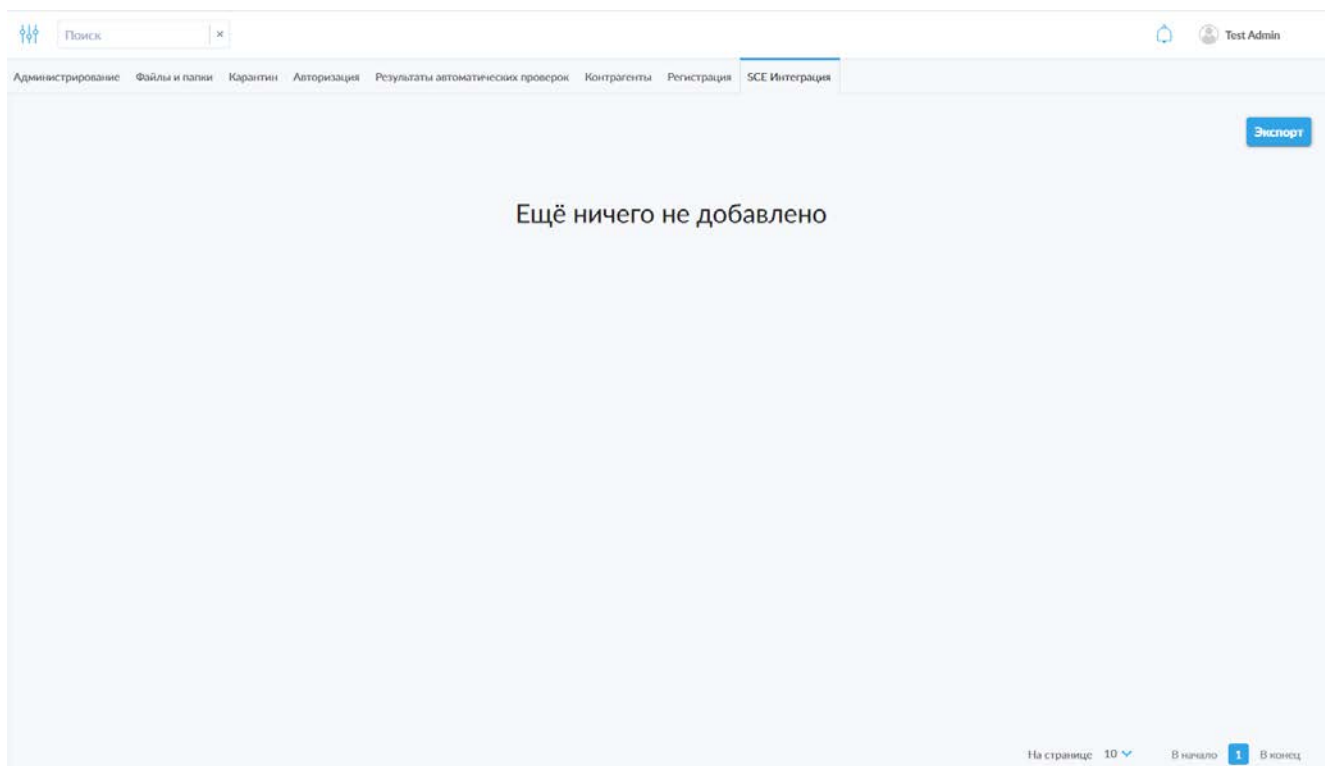 Поиск × Test Admin
Администрирование Файлы и папки Карантин Авторизация Результаты автоматических проверок Контрагенты Регистрация SCE Интеграция
Экспорт
Ещё ничего не добавлено
На странице 10 В начало 1 В конец